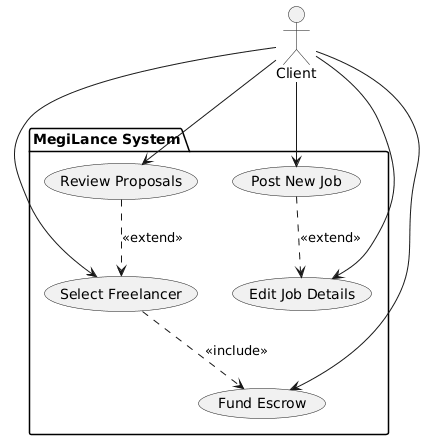 Client
MegiLance System
Review Proposals
Post New Job
«extend»
«extend»
Select Freelancer
Edit Job Details
«include»
Fund Escrow